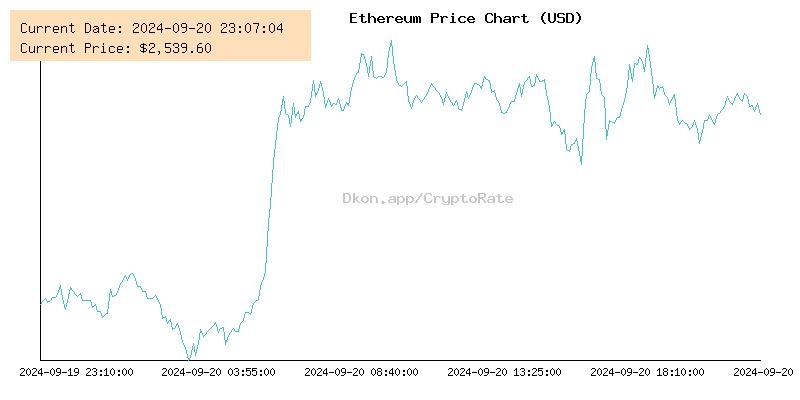 Ethereum Price Chart (USD)
Current Date: 2024-09-20 23:07:04
Current Price: $2,539.60
Dkon.app/CryptoRate
2024-09-19 23:10:00 2024-09-20 03:55:00 2024-09-20 08:40:00 2024-09-20 13:25:00 2024-09-20 18:10:00 2024-09-20